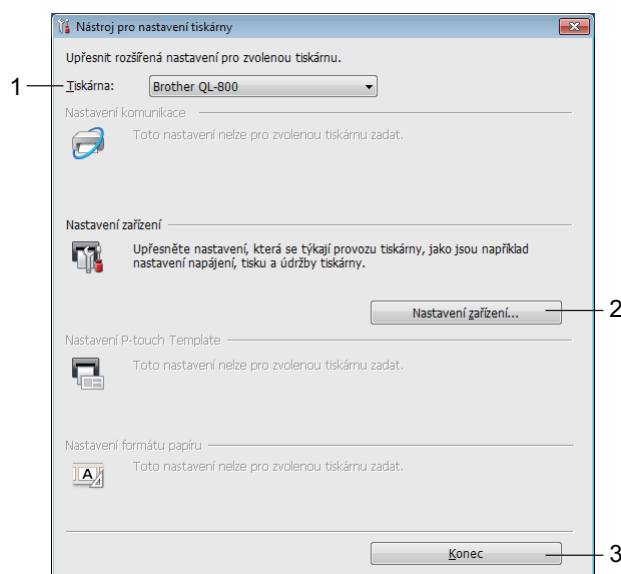 Nástroj pro nastavení tiskárny
Upřesnit rozšířená nastavení pro zvolenou tiskárnu.
1
Tiskárna:
Brother QL-800
Nastavení komunikace
Toto nastavení nelze pro zvolenou tiskárnu zadat.
Nastavení zařízení
Upřesněte nastavení, která se týkají provozu tiskárny, jako jsou například
nastavení napájení, tisku a údržby tiskárny.
Nastavení zařízení...
2
Nastavení P-touch Template
Toto nastavení nelze pro zvolenou tiskárnu zadat.
Nastavení formátu papíru
A
Toto nastavení nelze pro zvolenou tiskárnu zadat.
Konec
3